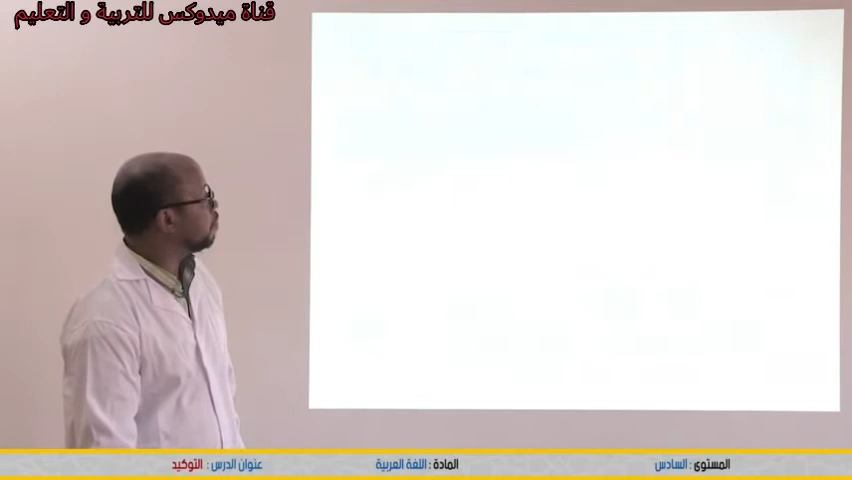 قناة ميدوكس للتربية و التعليم
المستوى : السادس
المادة : اللغة العربية
عنوان الدرس : التوكيد